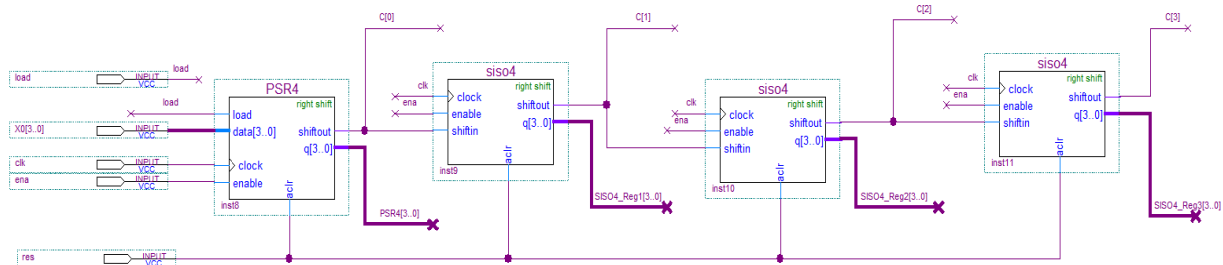 C[0]
C[1]
C[2]
C[3]
load
INPUT
VCC
load
PSR4
right shift
load
data[3..0]
shiftout
q[3..0]
clock
enable
aclr
inst8
X0[3..0]
INPUT
VCC
clk
INPUT
VCC
ena
INPUT
VCC
PSR4[3..0]
siso4
right shift
clk
ena
clock
enable
shiftin
shiftout
q[3..0]
aclr
inst9
SISO4_Reg1[3..0]
siso4
right shift
clk
ena
clock
enable
shiftin
shiftout
q[3..0]
aclr
inst10
SISO4_Reg2[3..0]
siso4
right shift
clk
ena
clock
enable
shiftin
shiftout
q[3..0]
aclr
inst11
SISO4_Reg3[3..0]
res
INPUT
VCC